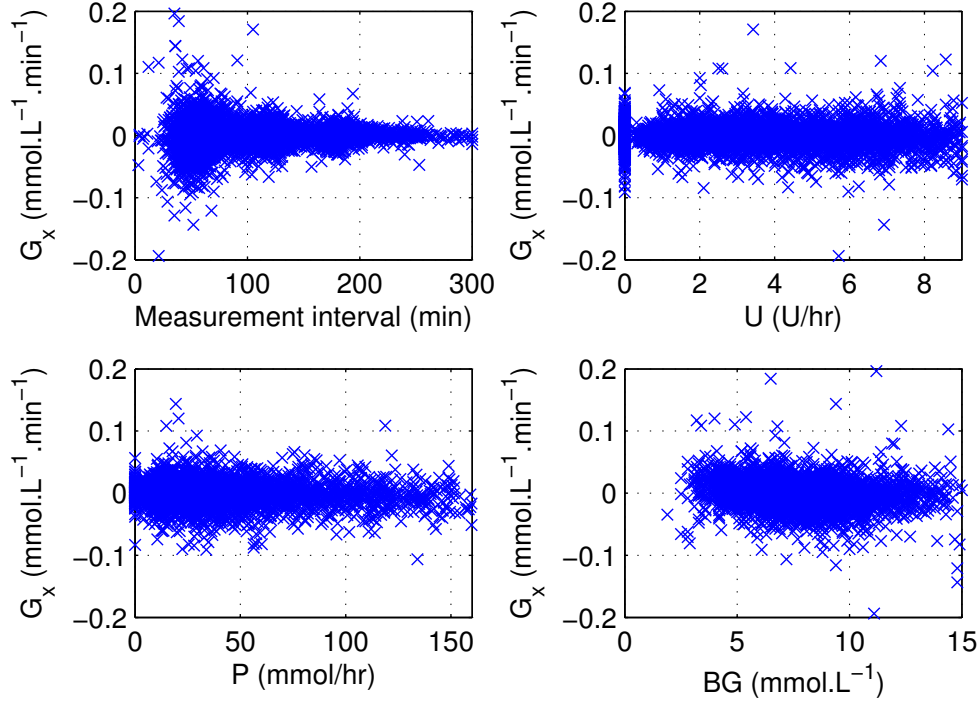 0.2
0.1
0
−0.1
−0.2
G_x (mmol.L^−1.min^−1)
0 100 200 300
Measurement interval (min)
0.2
0.1
0
−0.1
−0.2
G_x (mmol.L^−1.min^−1)
0 2 4 6 8
U (U/hr)
0.2
0.1
0
−0.1
−0.2
G_x (mmol.L^−1.min^−1)
0 50 100 150
P (mmol/hr)
0.2
0.1
0
−0.1
−0.2
G_x (mmol.L^−1.min^−1)
0 5 10 15
BG (mmol.L^−1)